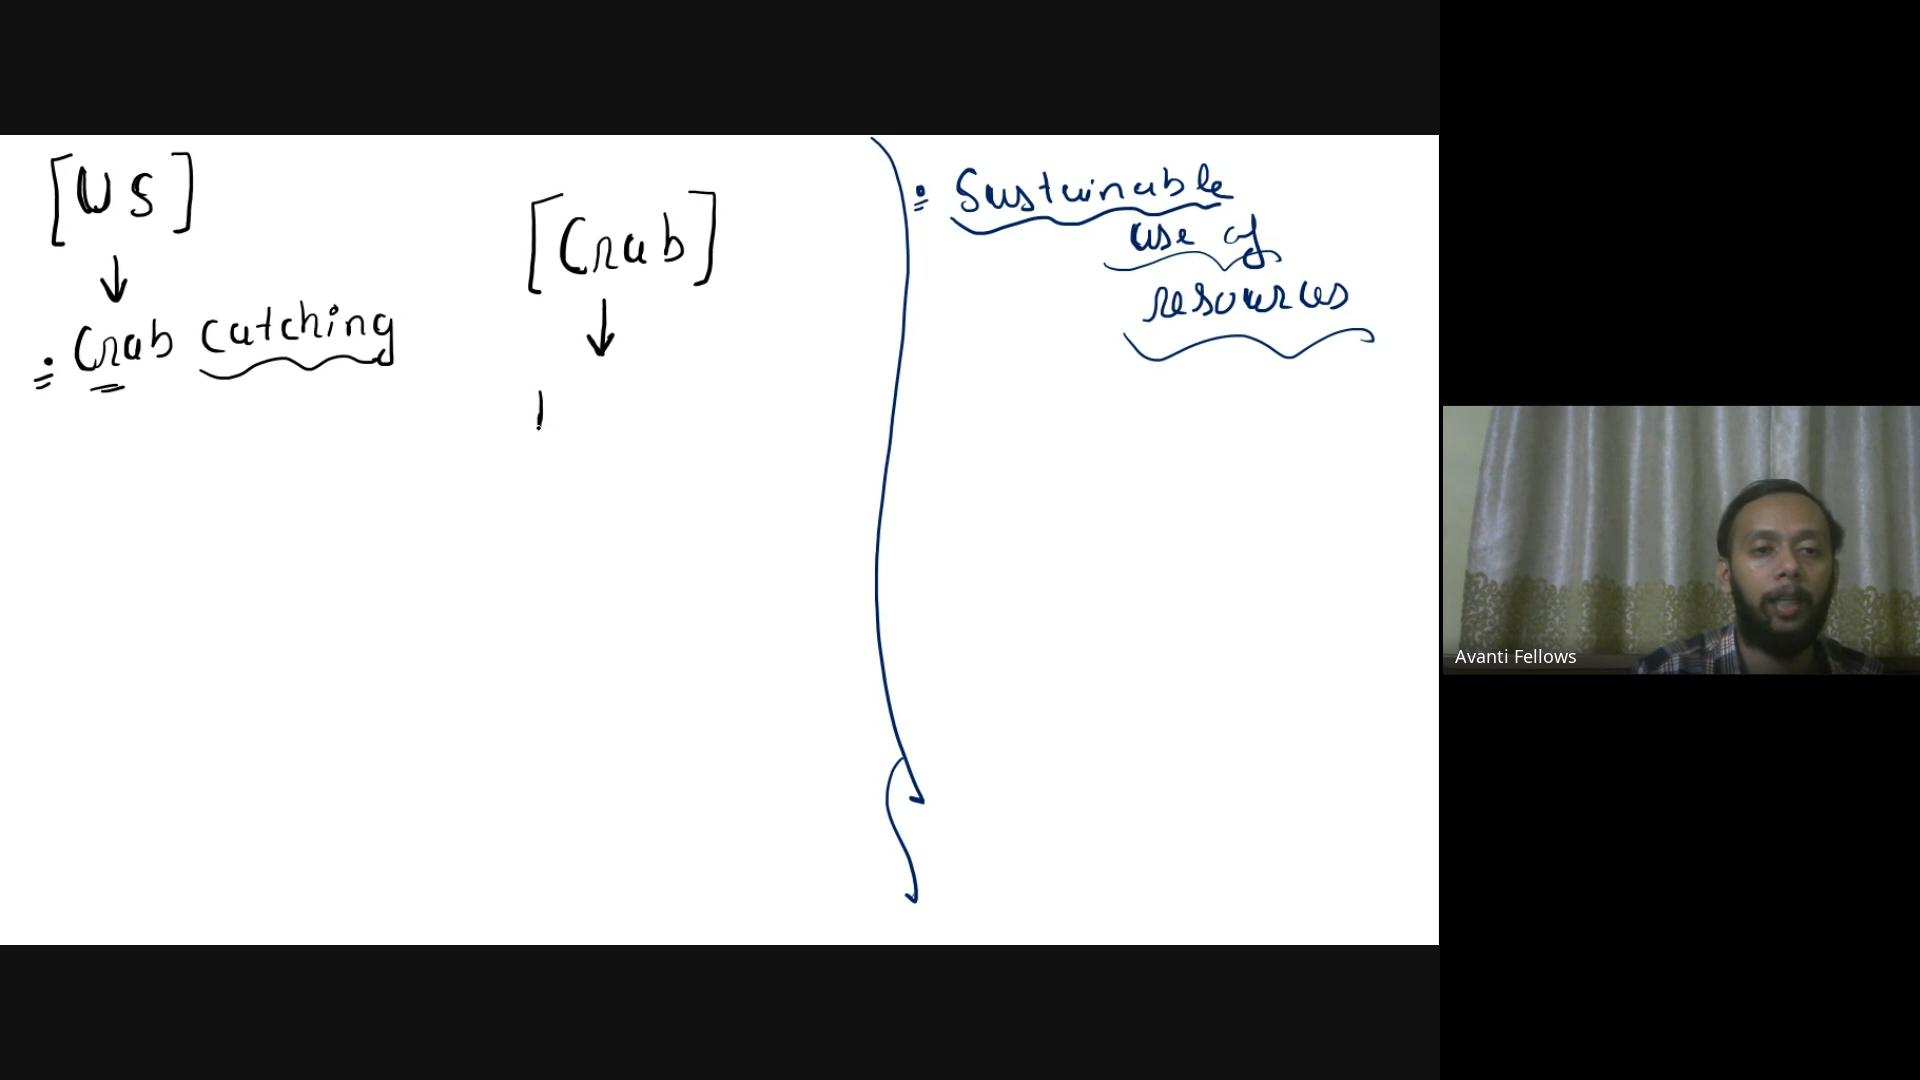 [US]
Crab catching
[Crab]
Sustainable
use of
resources
Avanti Fellows